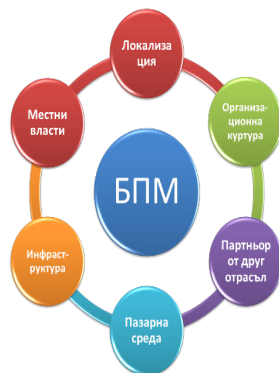 Локализа
ция
Местни
власти
Организа-
ционна
куртура
БПМ
Инфраст-
руктура
Партньор
от друг
отрасъл
Пазарна
среда